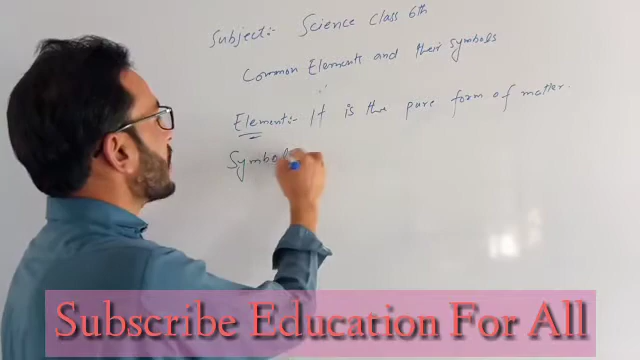 Subject:- Science class 6th
Common Elements and their symbols
Element:- It is the pure form of matter.
Symbol
Subscribe Education For All